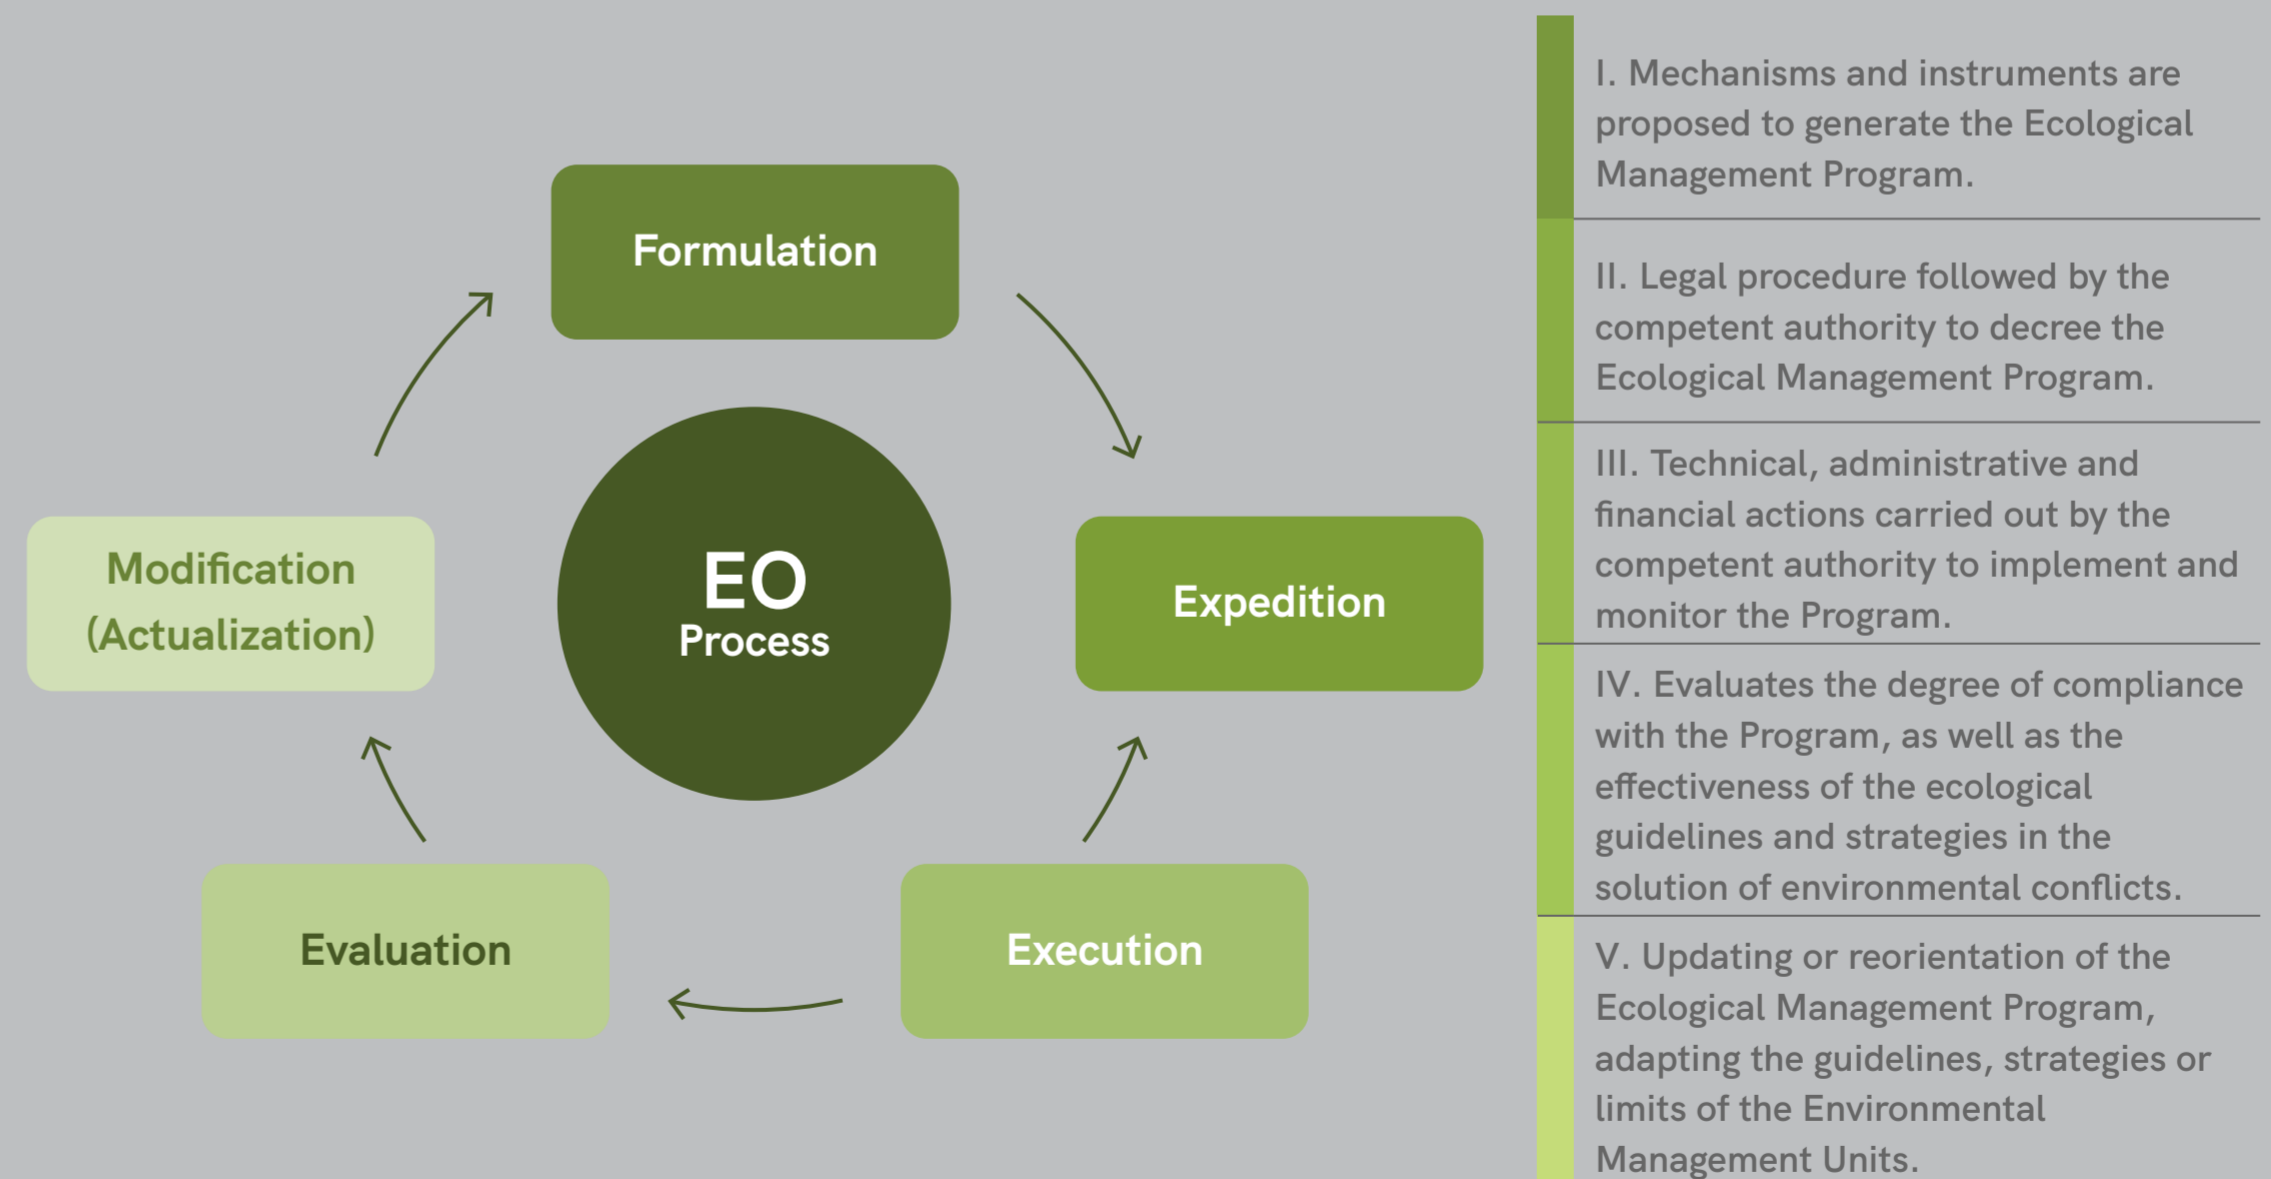 Formulation
Expedition
Execution
Evaluation
Modification
(Actualization)
EO
Process
I. Mechanisms and instruments are
proposed to generate the Ecological
Management Program.
II. Legal procedure followed by the
competent authority to decree the
Ecological Management Program.
III. Technical, administrative and
financial actions carried out by the
competent authority to implement and
monitor the Program.
IV. Evaluates the degree of compliance
with the Program, as well as the
effectiveness of the ecological
guidelines and strategies in the
solution of environmental conflicts.
V. Updating or reorientation of the
Ecological Management Program,
adapting the guidelines, strategies or
limits of the Environmental
Management Units.